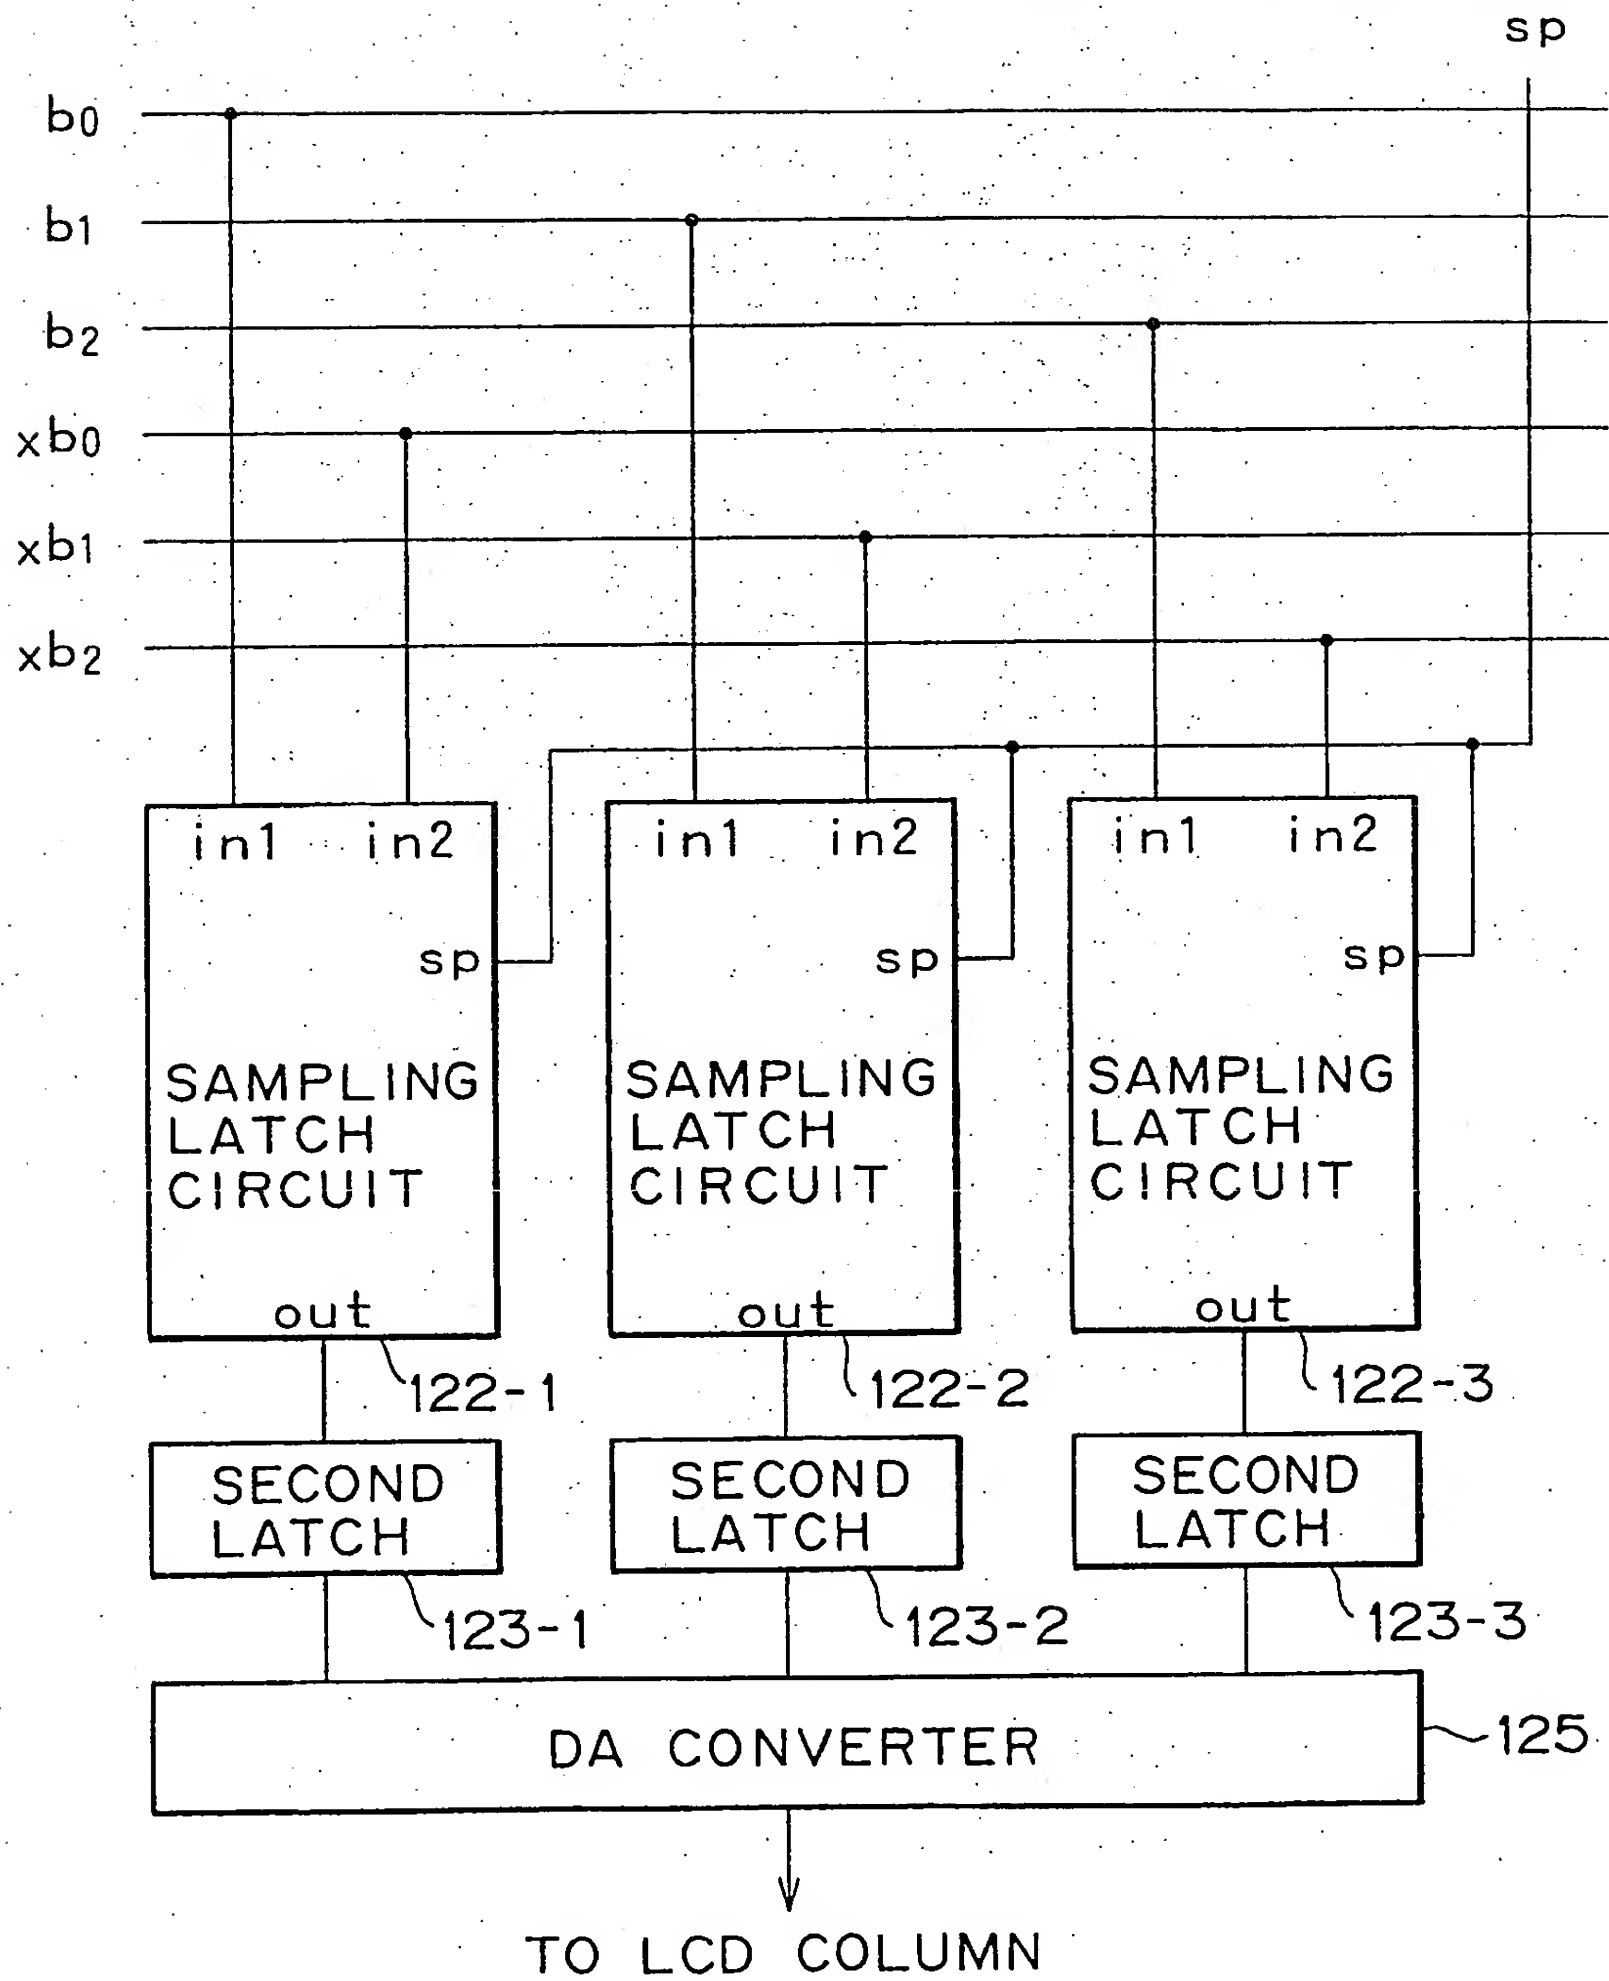 sp
b0
b1
b2
xb0
xb1
xb2
in1 in2
sp
SAMPLING
LATCH
CIRCUIT
out
122-1
in1 in2
sp
SAMPLING
LATCH
CIRCUIT
out
122-2
in1 in2
sp
SAMPLING
LATCH
CIRCUIT
out
122-3
SECOND
LATCH
123-1
SECOND
LATCH
123-2
SECOND
LATCH
123-3
DA CONVERTER
125
TO LCD COLUMN